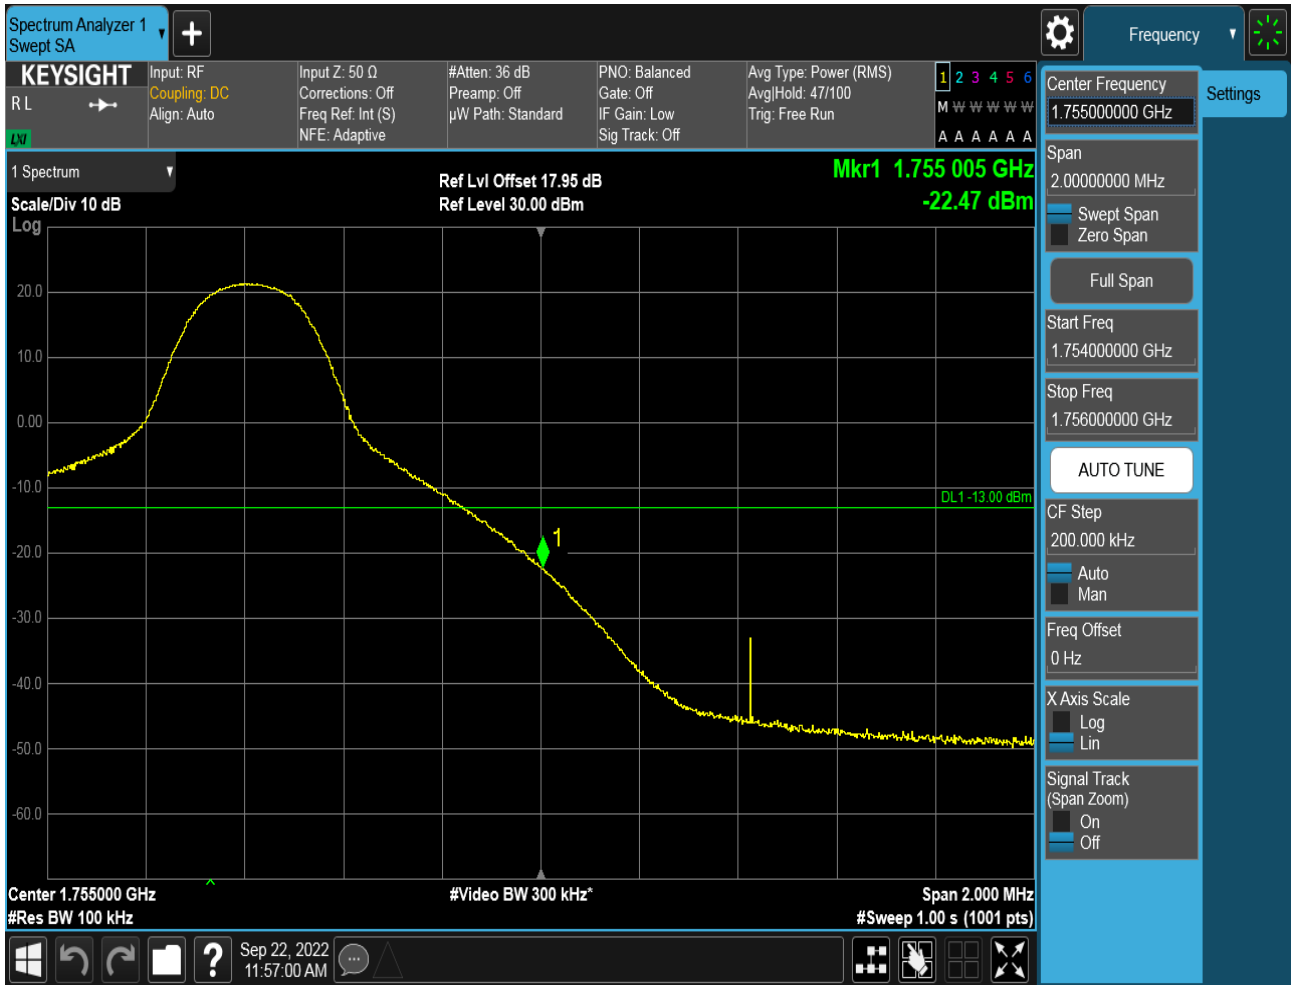 Spectrum Analyzer 1
Swept SA
Frequency
KEYSIGHT
R L
LXI
Input: RF
Coupling: DC
Align: Auto
Input Z: 50 Ω
Corrections: Off
Freq Ref: Int (S)
NFE: Adaptive
#Atten: 36 dB
Preamp: Off
µW Path: Standard
PNO: Balanced
Gate: Off
IF Gain: Low
Sig Track: Off
Avg Type: Power (RMS)
Avg|Hold: 47/100
Trig: Free Run
1 2 3 4 5 6
M W W W W W
A A A A A A
1 Spectrum
Scale/Div 10 dB
Log
Ref Lvl Offset 17.95 dB
Ref Level 30.00 dBm
Mkr1 1.755 005 GHz
-22.47 dBm
20.0
10.0
0.00
-10.0
-20.0
-30.0
-40.0
-50.0
-60.0
DL1 -13.00 dBm
1
Center 1.755000 GHz
#Res BW 100 kHz
#Video BW 300 kHz*
Span 2.000 MHz
#Sweep 1.00 s (1001 pts)
Sep 22, 2022
11:57:00 AM
Center Frequency
1.755000000 GHz
Settings
Span
2.00000000 MHz
Swept Span
Zero Span
Full Span
Start Freq
1.754000000 GHz
Stop Freq
1.756000000 GHz
AUTO TUNE
CF Step
200.000 kHz
Auto
Man
Freq Offset
0 Hz
X Axis Scale
Log
Lin
Signal Track
(Span Zoom)
On
Off